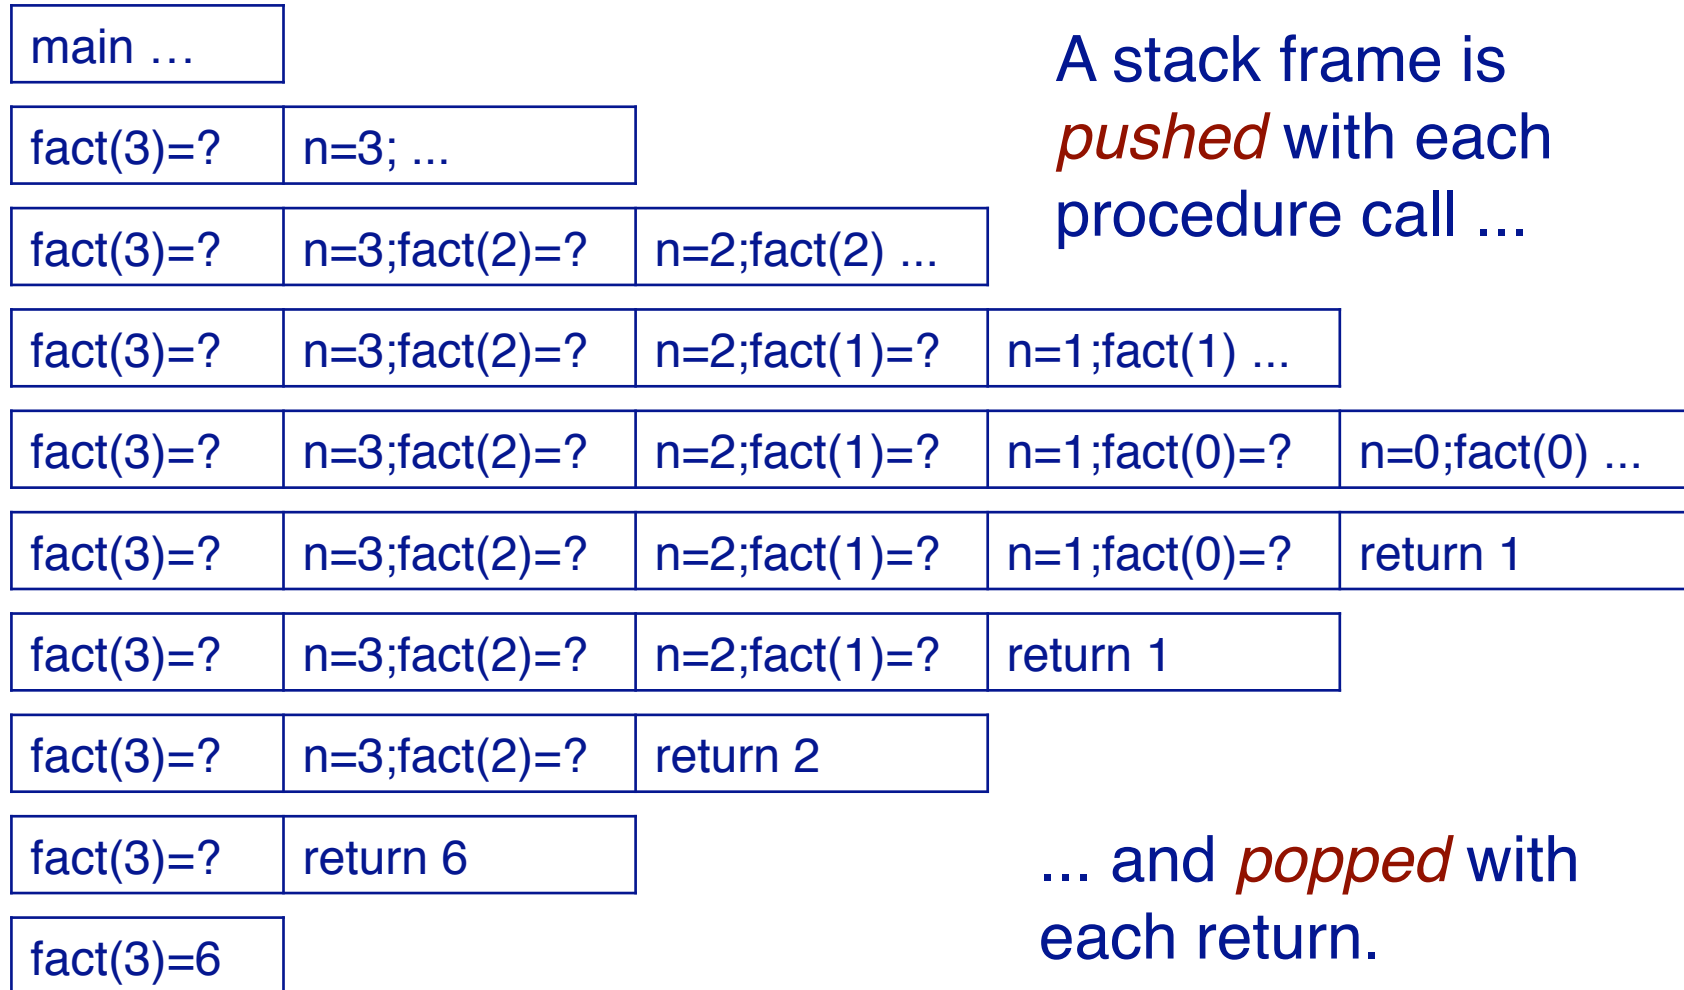 main …
A stack frame is
pushed with each
procedure call ...
fact(3)=? n=3; ...
fact(3)=? n=3;fact(2)=? n=2;fact(2) ...
fact(3)=? n=3;fact(2)=? n=2;fact(1)=? n=1;fact(1) ...
fact(3)=? n=3;fact(2)=? n=2;fact(1)=? n=1;fact(0)=? n=0;fact(0) ...
fact(3)=? n=3;fact(2)=? n=2;fact(1)=? n=1;fact(0)=? return 1
fact(3)=? n=3;fact(2)=? n=2;fact(1)=? return 1
fact(3)=? n=3;fact(2)=? return 2
fact(3)=? return 6
fact(3)=6
... and popped with
each return.